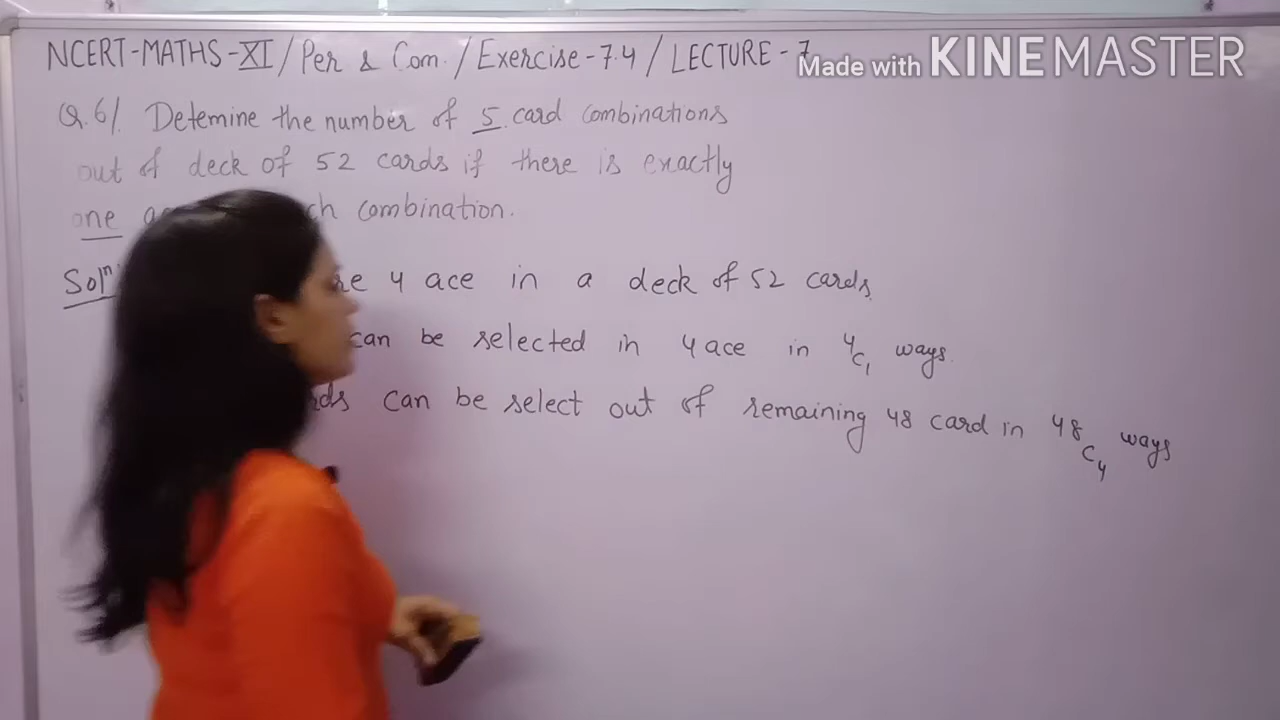 NCERT-MATHS-XI / Per & Com. / Exercise-7.4 / LECTURE - 7
Made with KINEMASTER
Q.6/. Detemine the number of 5 card combinations
out of deck of 52 cards if there is exactly
one combination.
Solⁿ 4 ace in a deck of 52 cards.
can be selected in 4 ace in ⁴C₁ ways.
can be select out of remaining 48 card in ⁴⁸C₄ ways